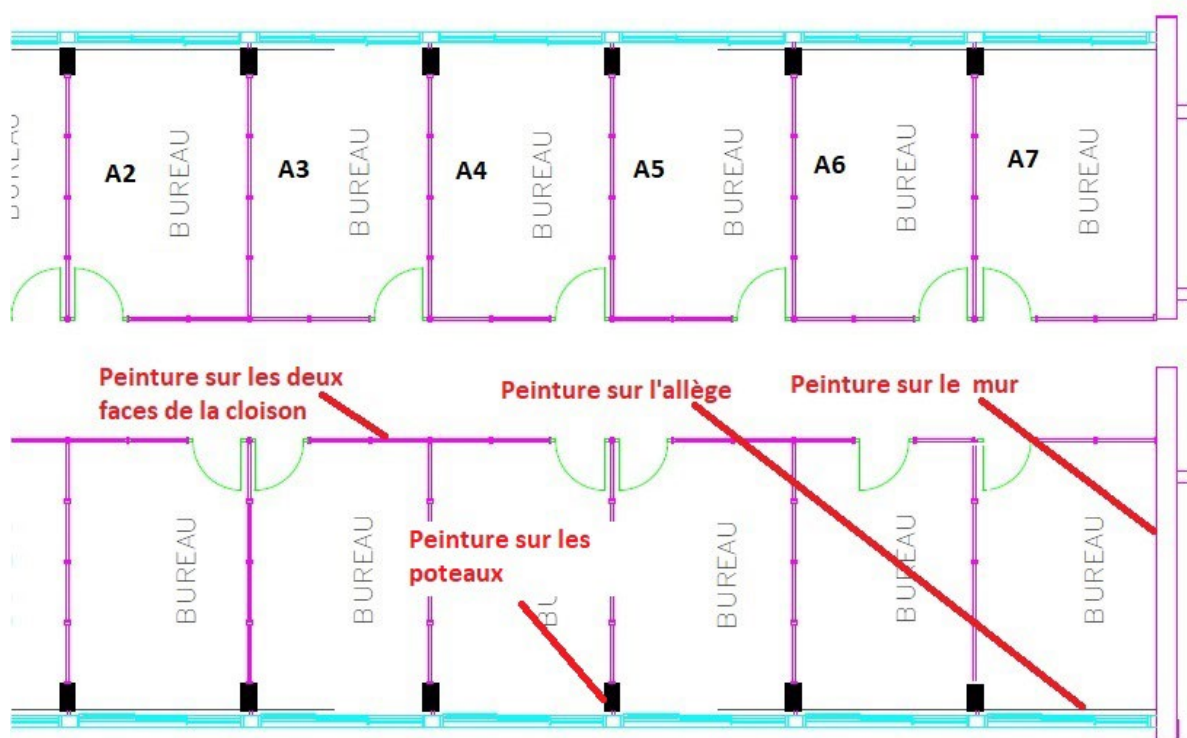 BUREAU
BUREAU
BUREAU
BUREAU
BUREAU
BUREAU
BUREAU
A2
A3
A4
A5
A6
A7
Peinture sur les deux
faces de la cloison
Peinture sur l'allège
Peinture sur le mur
Peinture sur les
poteaux
BUREAU
BUREAU
BUREAU
BUREAU
BUREAU